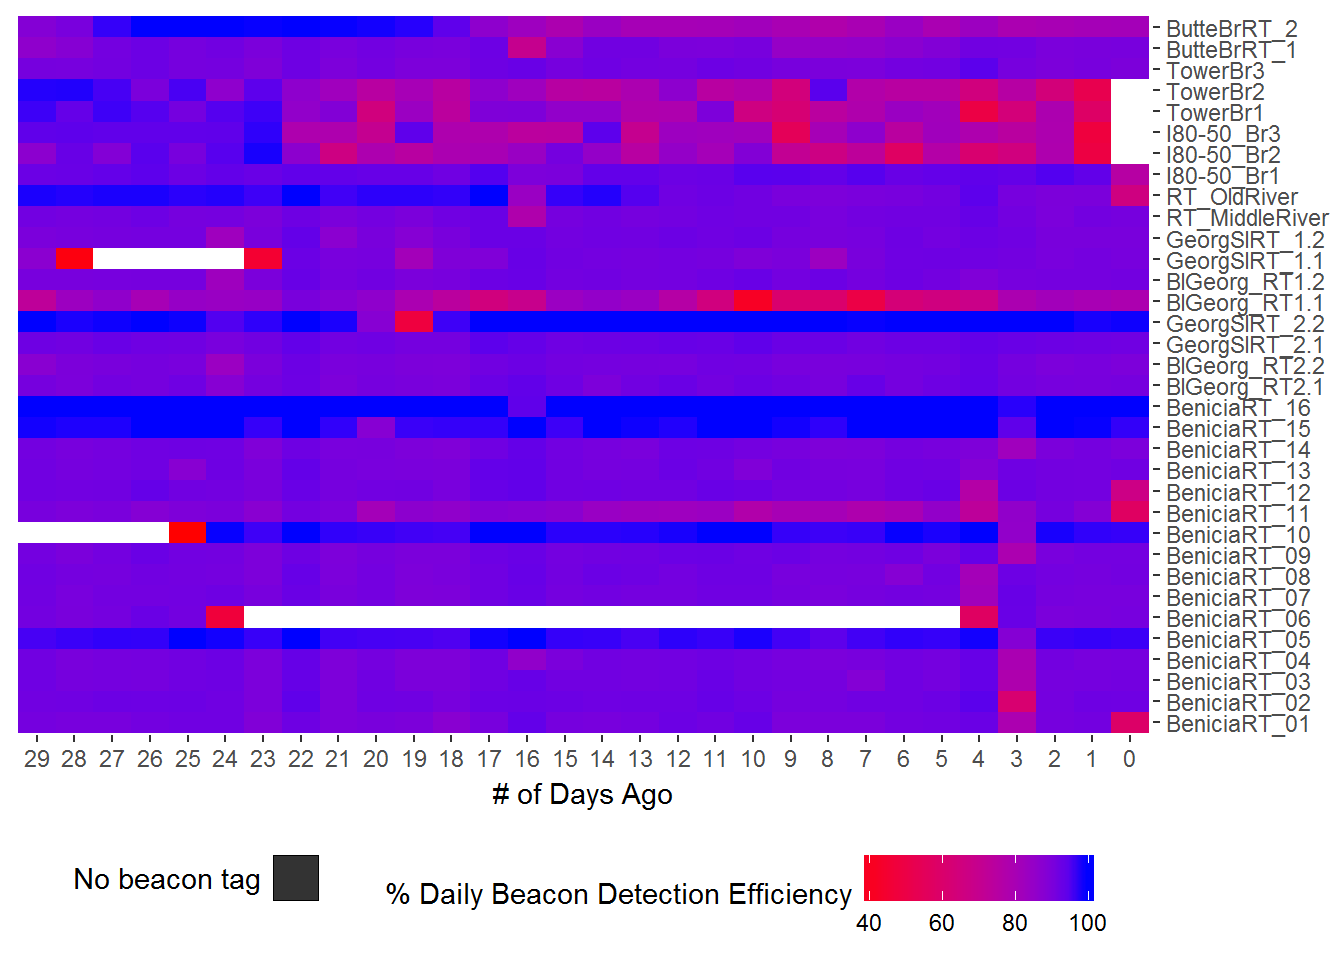 ButteBrRT_2
ButteBrRT_1
TowerBr3
TowerBr2
TowerBr1
I80-50_Br3
I80-50_Br2
I80-50_Br1
RT_OldRiver
RT_MiddleRiver
GeorgSlRT_1.2
GeorgSlRT_1.1
BlGeorg_RT1.2
BlGeorg_RT1.1
GeorgSlRT_2.2
GeorgSlRT_2.1
BlGeorg_RT2.2
BlGeorg_RT2.1
BeniciaRT_16
BeniciaRT_15
BeniciaRT_14
BeniciaRT_13
BeniciaRT_12
BeniciaRT_11
BeniciaRT_10
BeniciaRT_09
BeniciaRT_08
BeniciaRT_07
BeniciaRT_06
BeniciaRT_05
BeniciaRT_04
BeniciaRT_03
BeniciaRT_02
BeniciaRT_01
29 28 27 26 25 24 23 22 21 20 19 18 17 16 15 14 13 12 11 10 9 8 7 6 5 4 3 2 1 0
# of Days Ago
No beacon tag
% Daily Beacon Detection Efficiency
40 60 80 100